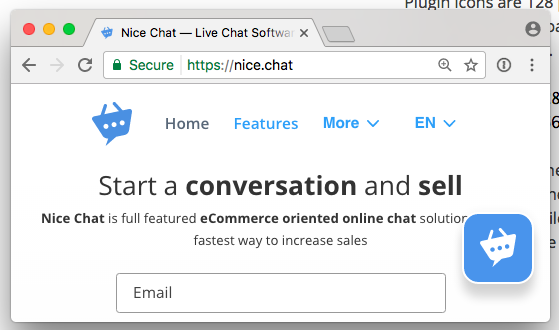 Plugin icons are 128
Nice Chat — Live Chat Softwa
Secure https://nice.chat
Home Features More EN
Start a conversation and sell
Nice Chat is full featured eCommerce oriented online chat solution
fastest way to increase sales
Email